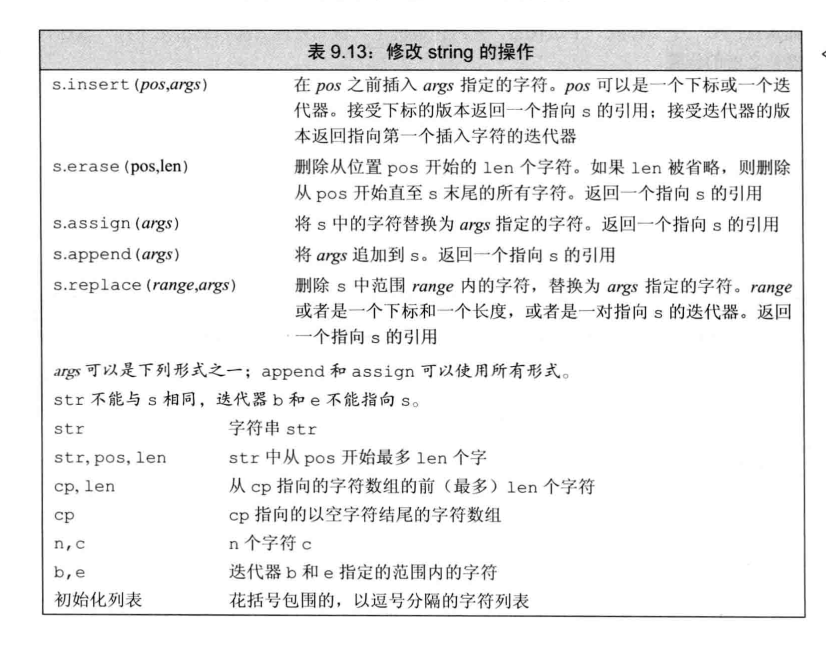 表 9.13：修改 string 的操作
s.insert(pos,args) 在 pos 之前插入 args 指定的字符。pos 可以是一个下标或一个迭
代器。接受下标的版本返回一个指向 s 的引用；接受迭代器的版
本返回指向第一个插入字符的迭代器
s.erase(pos,len) 删除从位置 pos 开始的 len 个字符。如果 len 被省略，则删除
从 pos 开始直至 s 末尾的所有字符。返回一个指向 s 的引用
s.assign(args) 将 s 中的字符替换为 args 指定的字符。返回一个指向 s 的引用
s.append(args) 将 args 追加到 s。返回一个指向 s 的引用
s.replace(range,args) 删除 s 中范围 range 内的字符，替换为 args 指定的字符。range
或者是一个下标和一个长度，或者是一对指向 s 的迭代器。返回
一个指向 s 的引用
args 可以是下列形式之一；append 和 assign 可以使用所有形式。
str 不能与 s 相同，迭代器 b 和 e 不能指向 s。
str 字符串 str
str,pos,len str 中从 pos 开始最多 len 个字
cp,len 从 cp 指向的字符数组的前（最多）len 个字符
cp cp 指向的以空字符结尾的字符数组
n,c n 个字符 c
b,e 迭代器 b 和 e 指定的范围内的字符
初始化列表 花括号包围的，以逗号分隔的字符列表